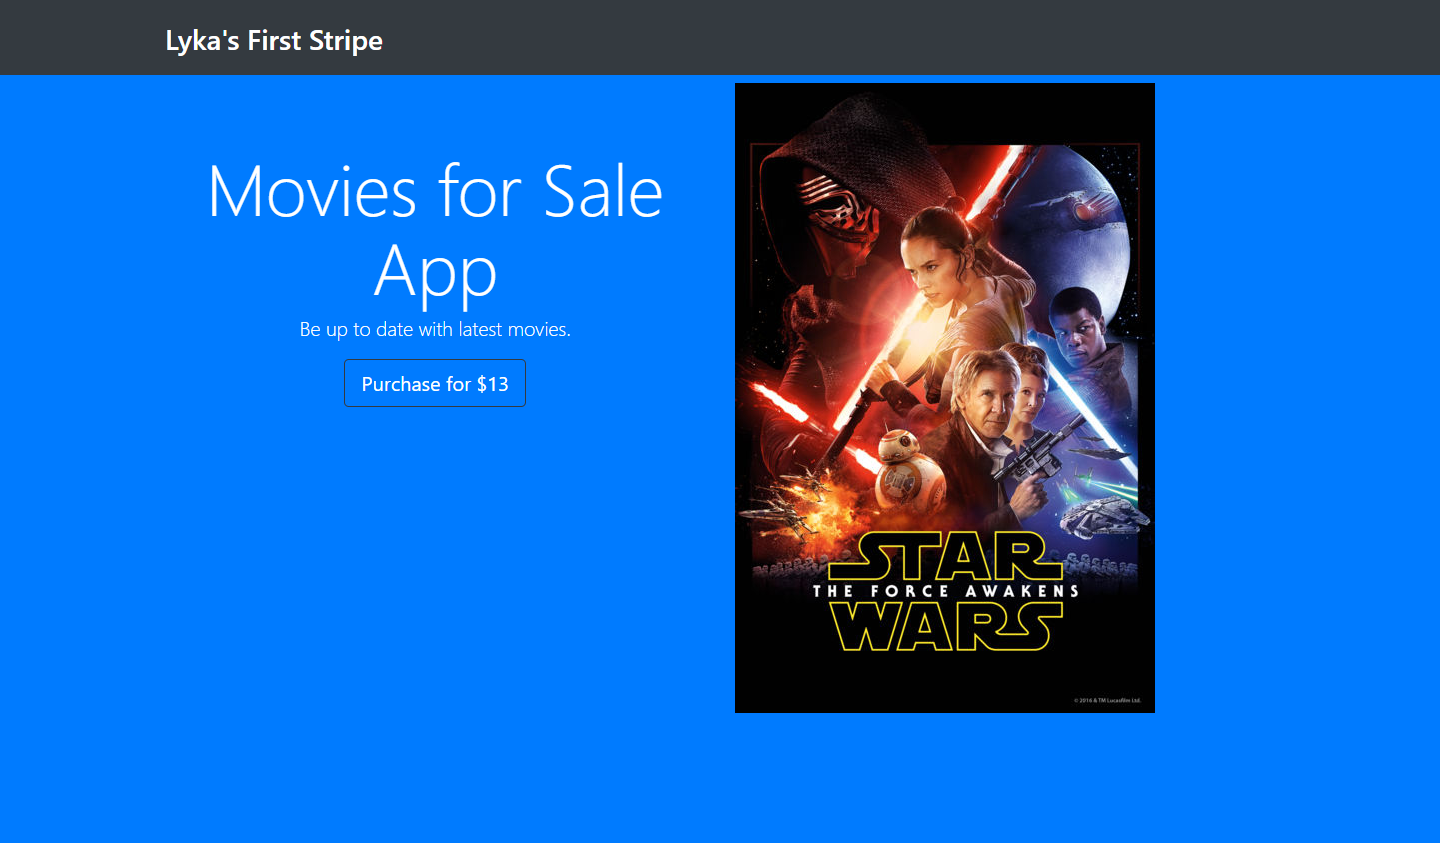 Lyka's First Stripe
Movies for Sale
App
Be up to date with latest movies.
Purchase for $13
STAR
THE FORCE AWAKENS
WARS
© 2016 & TM Lucasfilm Ltd.